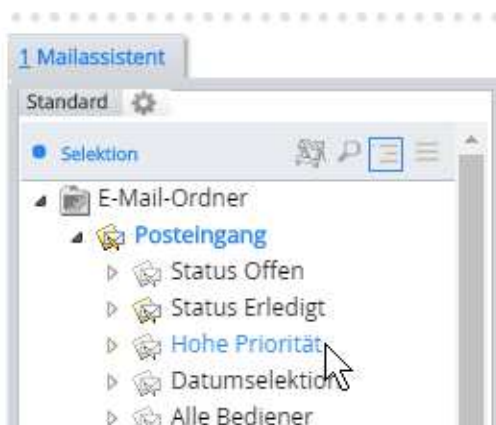 1 Mailassistent
Standard
Selektion
E-Mail-Ordner
Posteingang
Status Offen
Status Erledigt
Hohe Priorität
Datumselektion
Alle Bediener